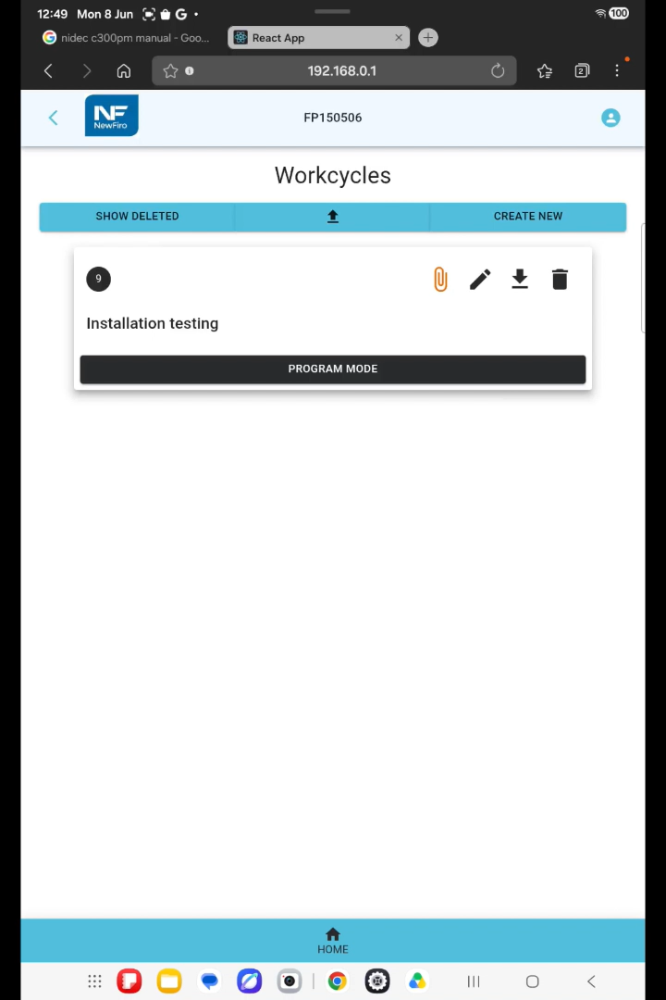 12:49 Mon 8 Jun
100
nidec c300pm manual - Goo...
React App
192.168.0.1
2
NF
NewFiro
FP150506
Workcycles
SHOW DELETED
CREATE NEW
9
Installation testing
PROGRAM MODE
HOME